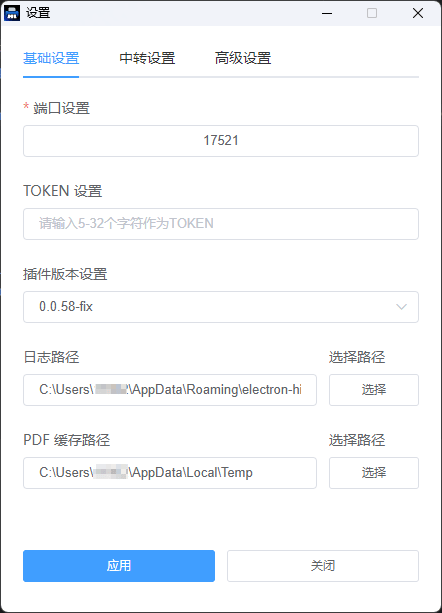 设置
基础设置 中转设置 高级设置
* 端口设置
17521
TOKEN 设置
请输入5-32个字符作为TOKEN
插件版本设置
0.0.58-fix
日志路径 选择路径
C:\Users\ \AppData\Roaming\electron-hi 选择
PDF 缓存路径 选择路径
C:\Users\ \AppData\Local\Temp 选择
应用 关闭